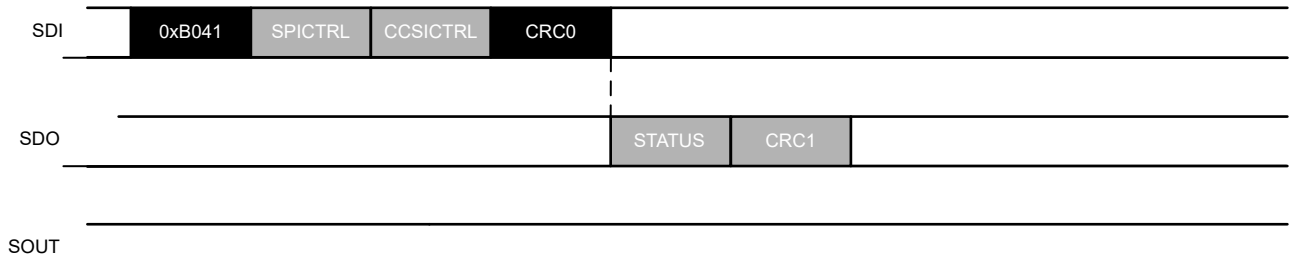 SDI 0xB041 SPICTRL CCSICTRL CRC0
SDO STATUS CRC1
SOUT